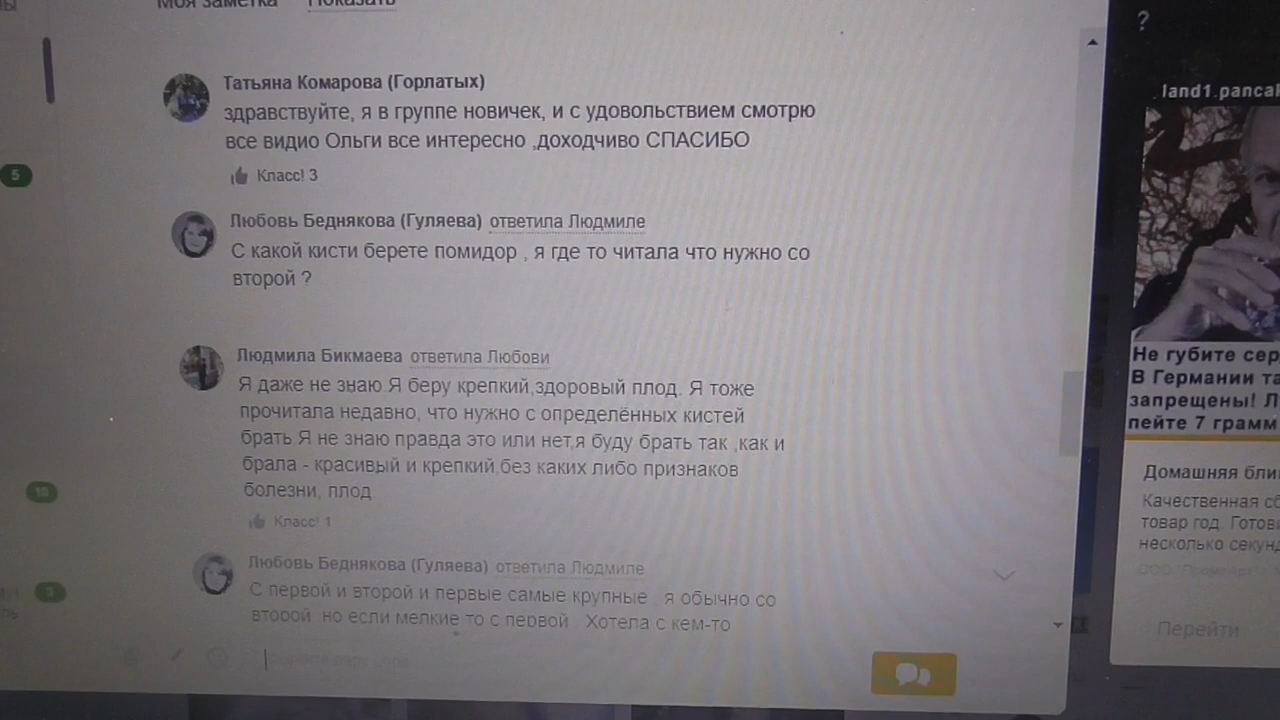 Моя заметка Показать
Татьяна Комарова (Горлатых)
здравствуйте, я в группе новичек, и с удовольствием смотрю
все видио Ольги все интересно ,доходчиво СПАСИБО
Класс! 3
5
Любовь Беднякова (Гуляева) ответила Людмиле
С какой кисти берете помидор , я где то читала что нужно со
второй ?
Людмила Бикмаева ответила Любови
Я даже не знаю.Я беру крепкий,здоровый плод. Я тоже
прочитала недавно, что нужно с определённых кистей
брать Я не знаю правда это или нет,я буду брать так ,как и
брала - красивый и крепкий,без каких либо признаков
болезни, плод
Класс! 1
Любовь Беднякова (Гуляева) ответила Людмиле
С первой и второй и первые самые крупные . я обычно со
второй но если мелкие то с первой . Хотела с кем-то
3
?
land1.pancak
Не губите сер
В Германии та
запрещены! Л
пейте 7 грамм
Домашняя бли
Качественная сб
товар год. Готови
несколько секунд
Перейти